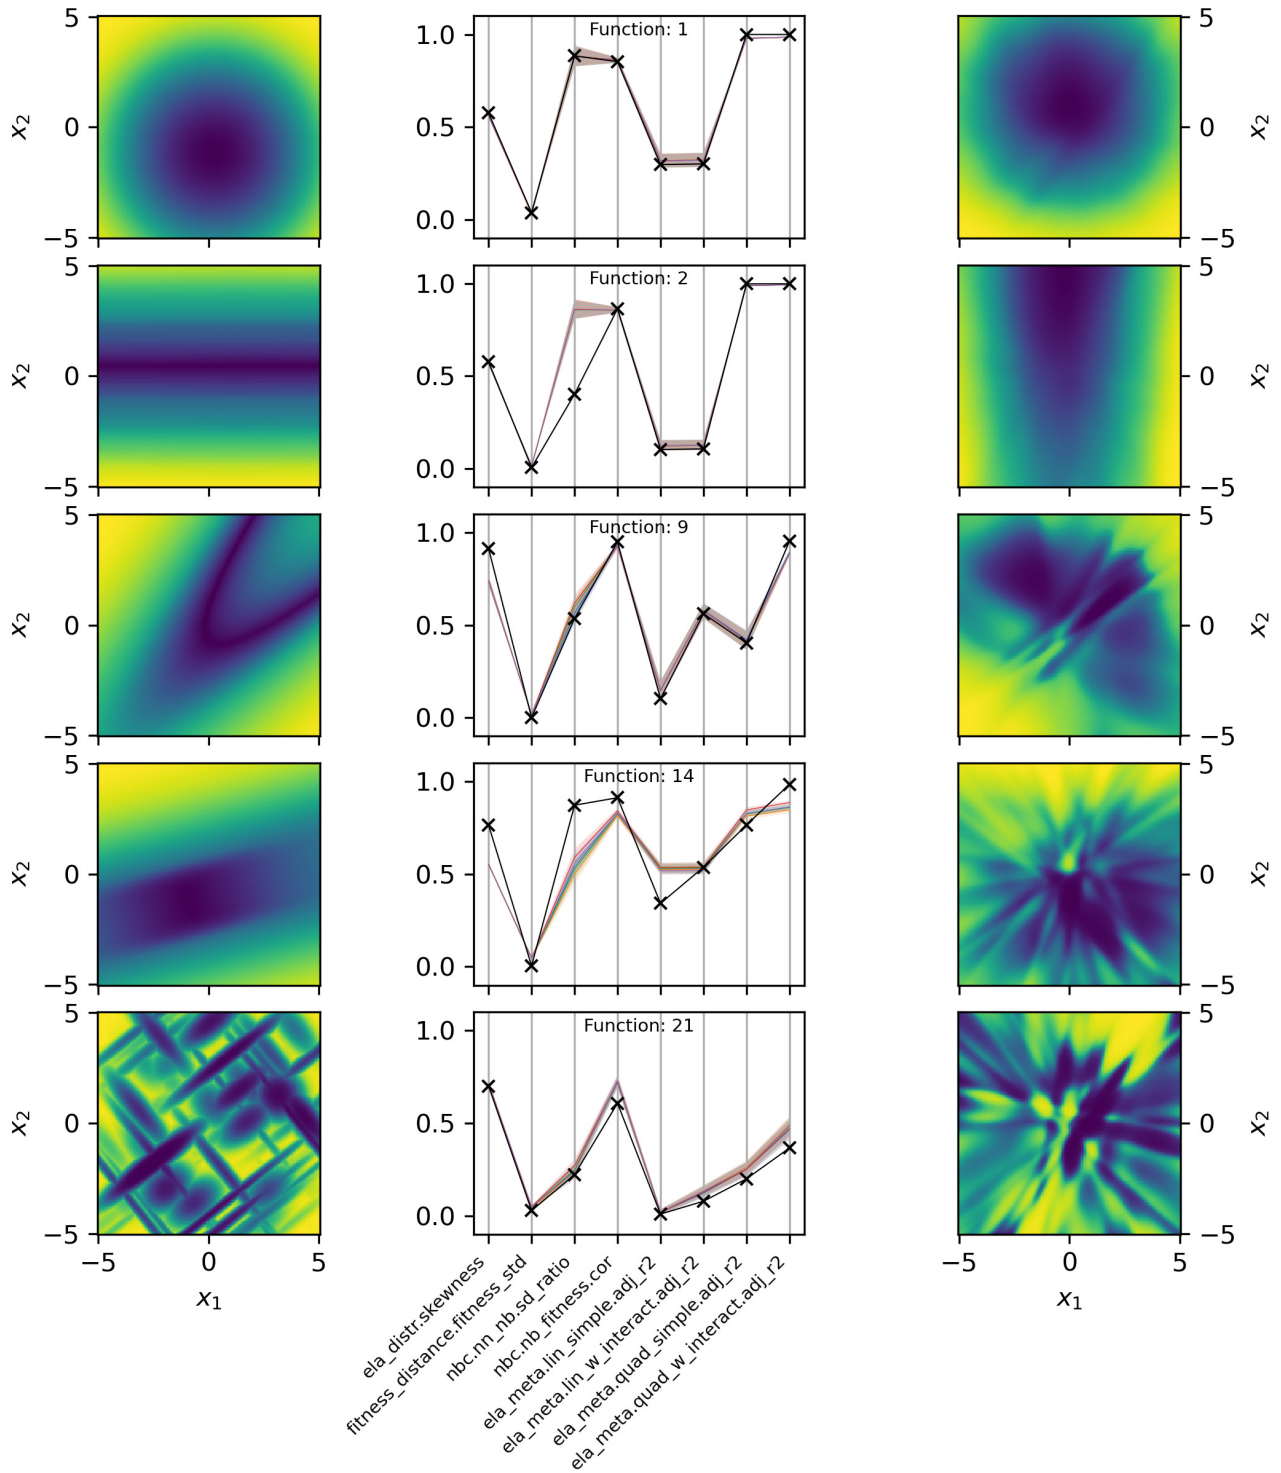 5
0
−5
x2
1.0
0.5
0.0
Function: 1
5
0
−5
x2
5
0
−5
x2
1.0
0.5
0.0
Function: 2
5
0
−5
x2
5
0
−5
x2
1.0
0.5
0.0
Function: 9
5
0
−5
x2
5
0
−5
x2
1.0
0.5
0.0
Function: 14
5
0
−5
x2
5
0
−5
x2
1.0
0.5
0.0
Function: 21
5
0
−5
x2
−5 0 5
x1
ela_distr.skewness
fitness_distance.fitness_std
nbc.nn_nb.sd_ratio
nbc.nb_fitness.cor
ela_meta.lin_simple.adj_r2
ela_meta.lin_w_interact.adj_r2
ela_meta.quad_simple.adj_r2
ela_meta.quad_w_interact.adj_r2
−5 0 5
x1